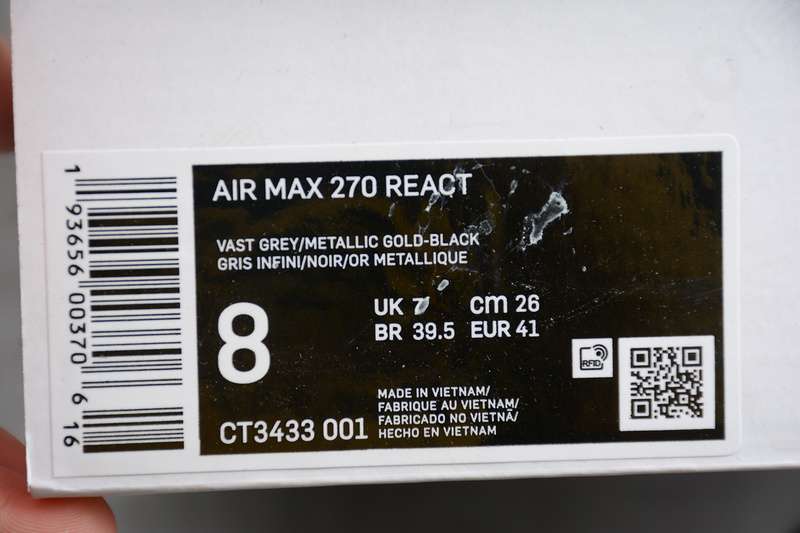 1 93656 00370 6 16
AIR MAX 270 REACT
VAST GREY/METALLIC GOLD-BLACK
GRIS INFINI/NOIR/OR METALLIQUE
8
UK 7 cm 26
BR 39.5 EUR 41
RFID
CT3433 001
MADE IN VIETNAM/
FABRIQUE AU VIETNAM/
FABRICADO NO VIETNÃ/
HECHO EN VIETNAM